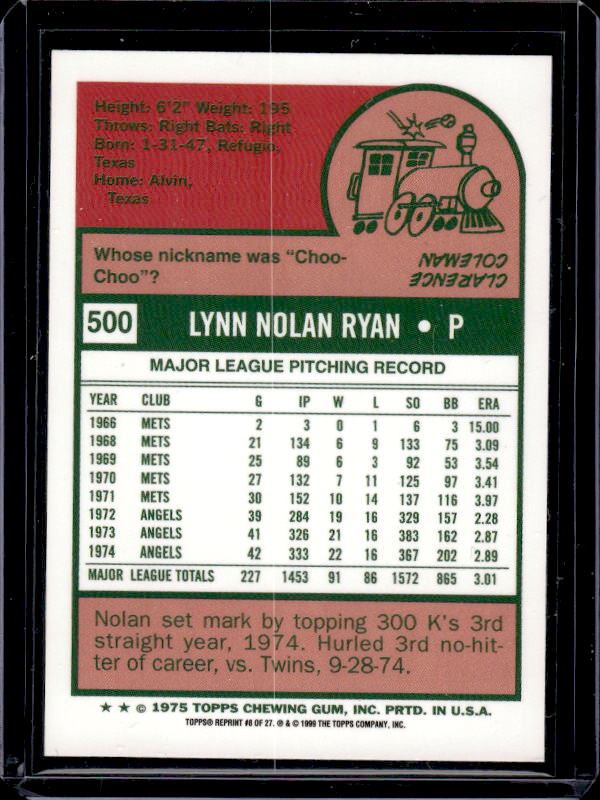 Height: 6'2" Weight: 195
Throws: Right Bats: Right
Born: 1-31-47, Refugio,
Texas
Home: Alvin,
Texas
Whose nickname was "Choo-
Choo"?
CLARENCE
COLEMAN
500 LYNN NOLAN RYAN • P
MAJOR LEAGUE PITCHING RECORD
YEAR CLUB G IP W L SO BB ERA
1966 METS 2 3 0 1 6 3 15.00
1968 METS 21 134 6 9 133 75 3.09
1969 METS 25 89 6 3 92 53 3.54
1970 METS 27 132 7 11 125 97 3.41
1971 METS 30 152 10 14 137 116 3.97
1972 ANGELS 39 284 19 16 329 157 2.28
1973 ANGELS 41 326 21 16 383 162 2.87
1974 ANGELS 42 333 22 16 367 202 2.89
MAJOR LEAGUE TOTALS 227 1453 91 86 1572 865 3.01
Nolan set mark by topping 300 K's 3rd
straight year, 1974. Hurled 3rd no-hit-
ter of career, vs. Twins, 9-28-74.
★ ★ © 1975 TOPPS CHEWING GUM, INC. PRTD. IN U.S.A.
TOPPS® REPRINT #8 OF 27. ℗ & © 1999 THE TOPPS COMPANY, INC.